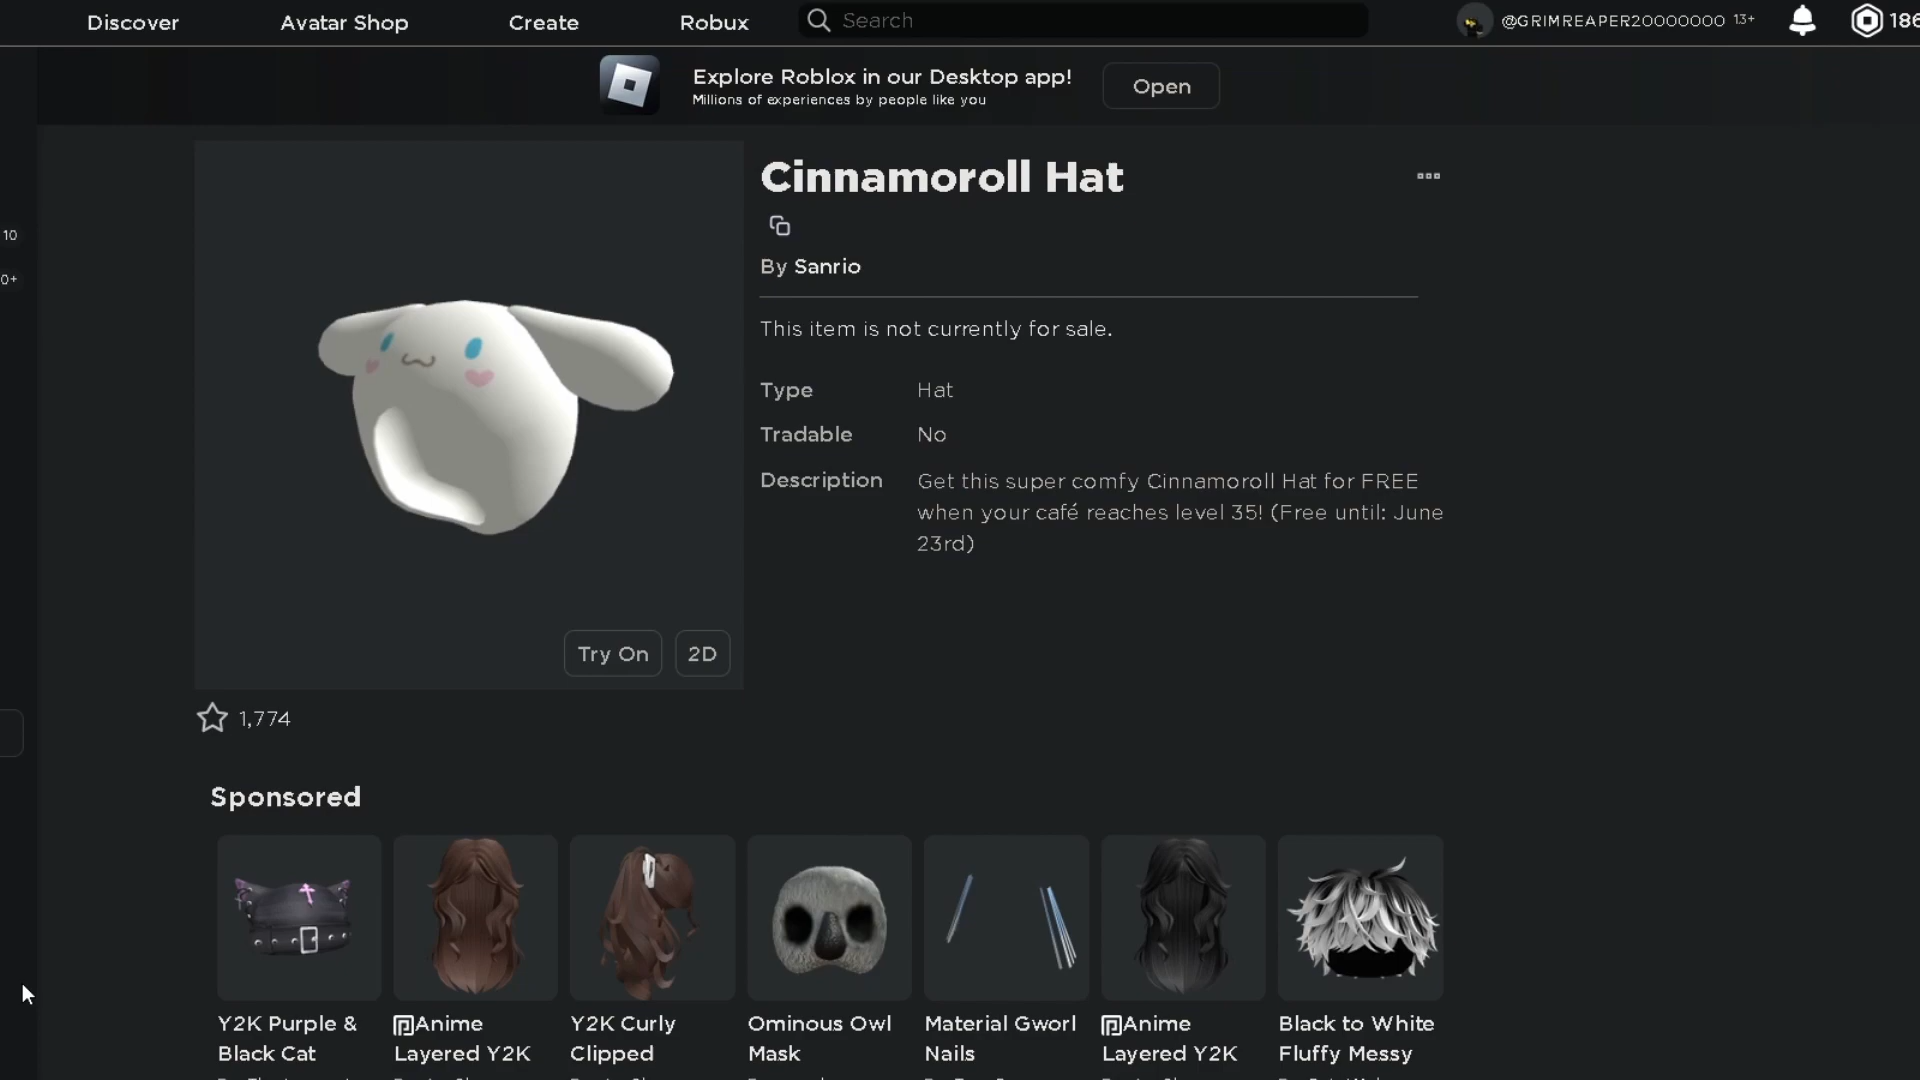 Discover
Avatar Shop
Create
Robux
Search
@GRIMREAPER20000000 13+
Explore Roblox in our Desktop app!
Millions of experiences by people like you
Open
Cinnamoroll Hat
By Sanrio
This item is not currently for sale.
Type Hat
Tradable No
Description Get this super comfy Cinnamoroll Hat for FREE
when your café reaches level 35! (Free until: June
23rd)
10
0+
Try On
2D
1,774
Sponsored
Y2K Purple &
Black Cat
Anime
Layered Y2K
Y2K Curly
Clipped
Ominous Owl
Mask
Material Gworl
Nails
Anime
Layered Y2K
Black to White
Fluffy Messy